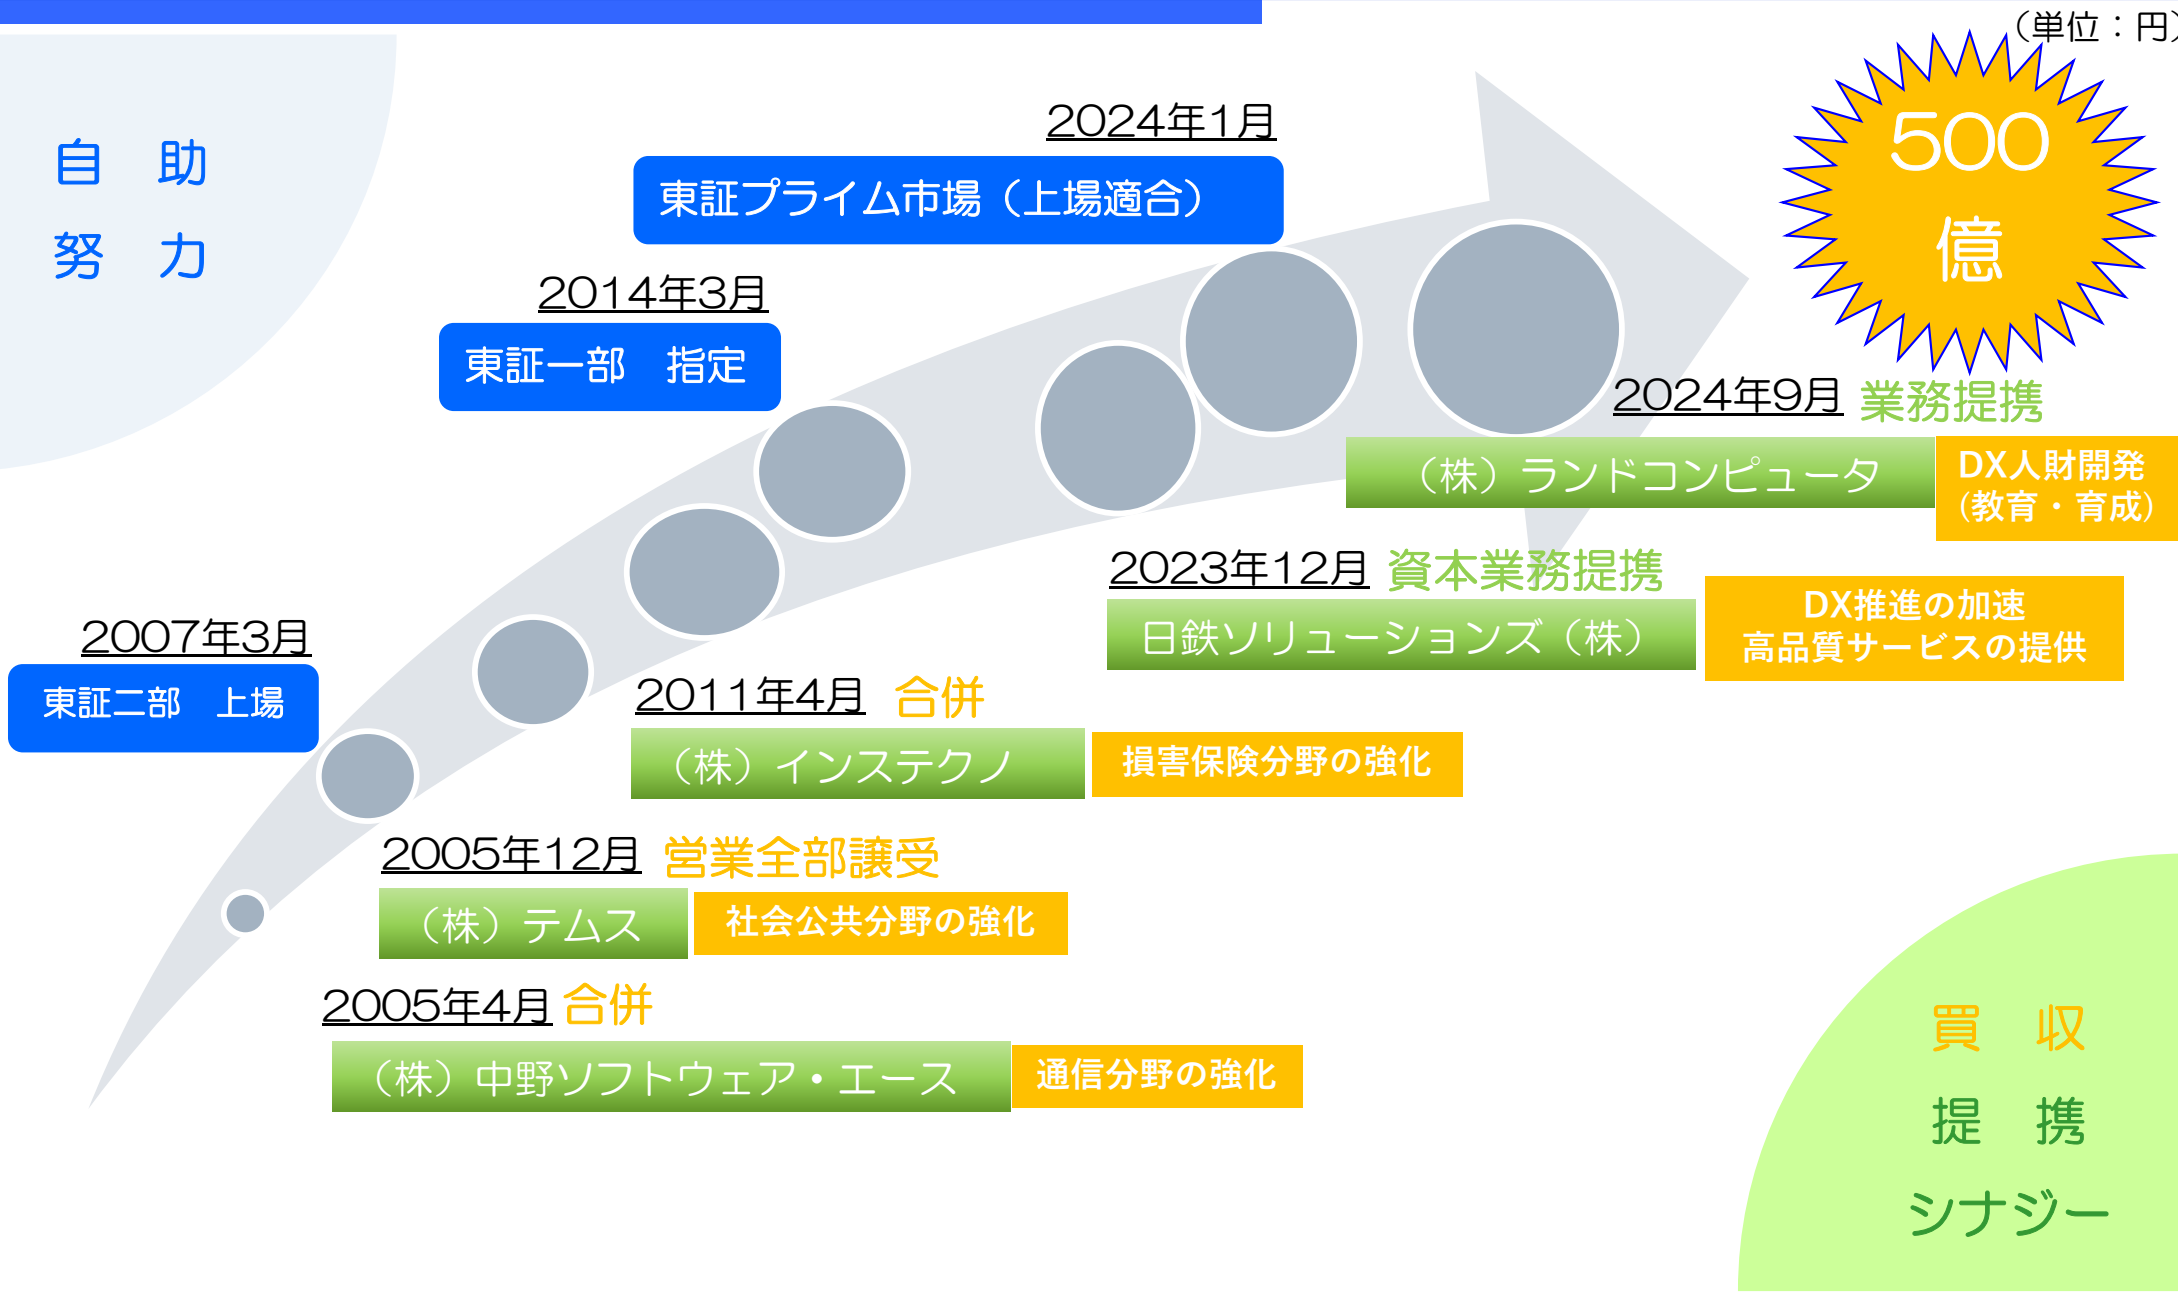 （単位：円）
500
億
自　助
努　力
2024年1月
東証プライム市場（上場適合）
2014年3月
東証一部　指定
2024年9月 業務提携
（株）ランドコンピュータ
DX人財開発
(教育・育成)
2023年12月 資本業務提携
日鉄ソリューションズ（株）
DX推進の加速
高品質サービスの提供
2007年3月
東証二部　上場
2011年4月 合併
（株）インステクノ
損害保険分野の強化
2005年12月 営業全部譲受
（株）テムス
社会公共分野の強化
2005年4月 合併
（株）中野ソフトウェア・エース
通信分野の強化
買　収
提　携
シナジー